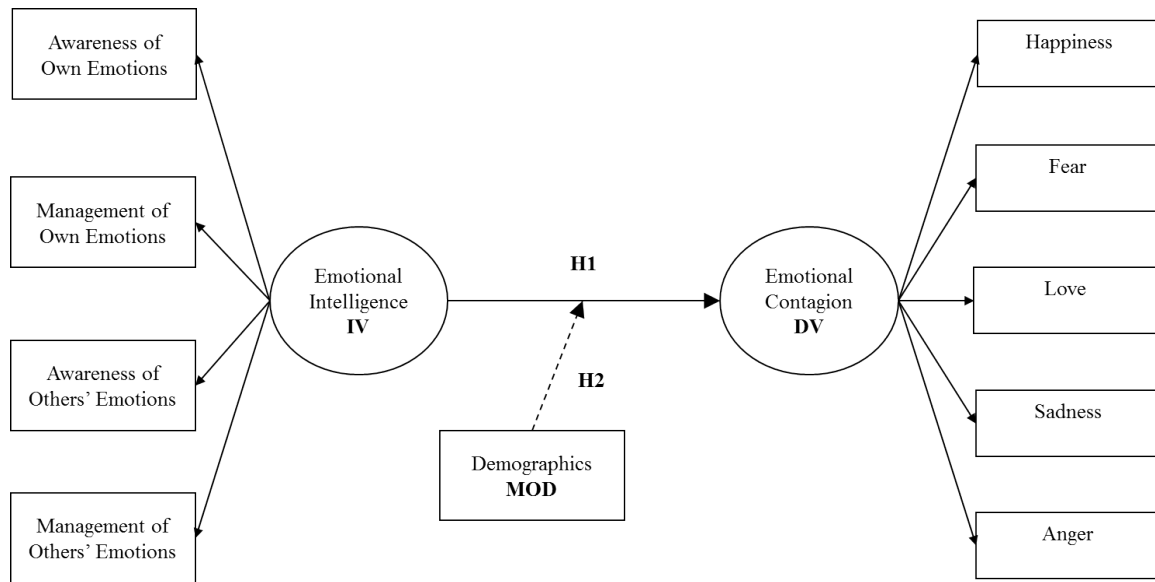 Awareness of
Own Emotions
Management of
Own Emotions
Awareness of
Others’ Emotions
Management of
Others’ Emotions
Emotional
Intelligence
IV
H1
H2
Demographics
MOD
Emotional
Contagion
DV
Happiness
Fear
Love
Sadness
Anger